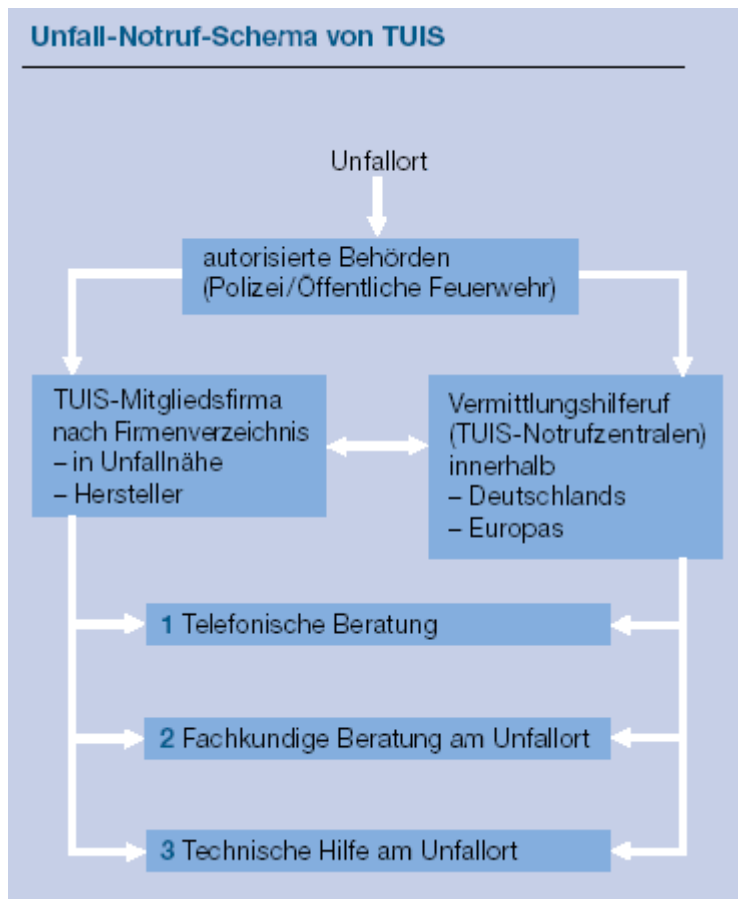 Unfall-Notruf-Schema von TUIS
Unfallort
autorisierte Behörden
(Polizei/Öffentliche Feuerwehr)
TUIS-Mitgliedsfirma
nach Firmenverzeichnis
– in Unfallnähe
– Hersteller
Vermittlungshilferuf
(TUIS-Notrufzentralen)
innerhalb
– Deutschlands
– Europas
1 Telefonische Beratung
2 Fachkundige Beratung am Unfallort
3 Technische Hilfe am Unfallort